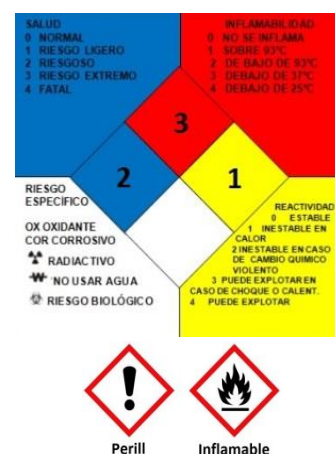 SALUD
0 NORMAL
1 RIESGO LIGERO
2 RIESGOSO
3 RIESGO EXTREMO
4 FATAL
INFLAMABILIDAD
0 NO SE INFLAMA
1 SOBRE 93ºC
2 DE BAJO DE 93ºC
3 DEBAJO DE 37ºC
4 DEBAJO DE 25ºC
3
2
1
RIESGO
ESPECÍFICO
OX OXIDANTE
COR CORROSIVO
RADIACTIVO
W NO USAR AGUA
RIESGO BIOLÓGICO
REACTIVIDAD
0 ESTABLE
1 INESTABLE EN
CALOR
2 INESTABLE EN CASO
DE CAMBIO QUIMICO
VIOLENTO
3 PUEDE EXPLOTAR EN
CASO DE CHOQUE O CALENT.
4 PUEDE EXPLOTAR
Perill
Inflamable